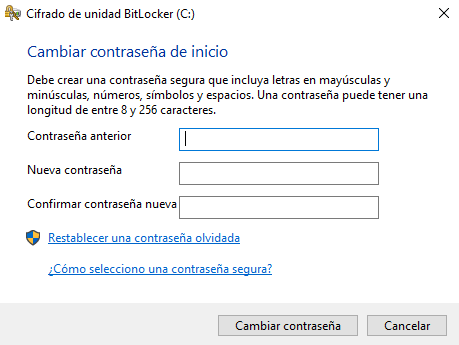 Cifrado de unidad BitLocker (C:)
Cambiar contraseña de inicio
Debe crear una contraseña segura que incluya letras en mayúsculas y
minúsculas, números, símbolos y espacios. Una contraseña puede tener una
longitud de entre 8 y 256 caracteres.
Contraseña anterior
Nueva contraseña
Confirmar contraseña nueva
Restablecer una contraseña olvidada
¿Cómo selecciono una contraseña segura?
Cambiar contraseña
Cancelar